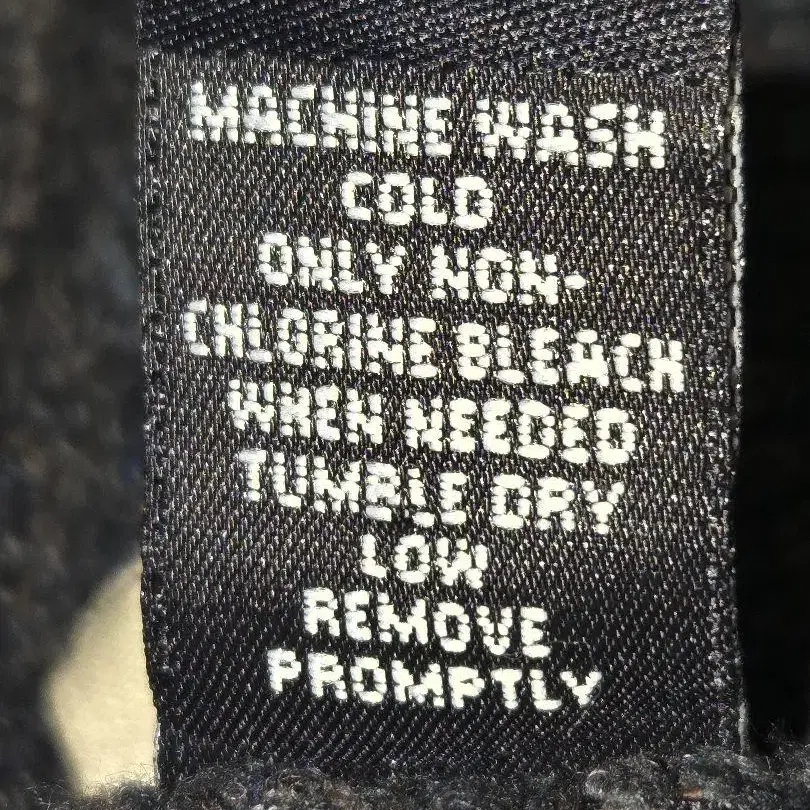 MACHINE WASH
COLD
ONLY NON-
CHLORINE BLEACH
WHEN NEEDED
TUMBLE DRY
LOW
REMOVE
PROMPTLY